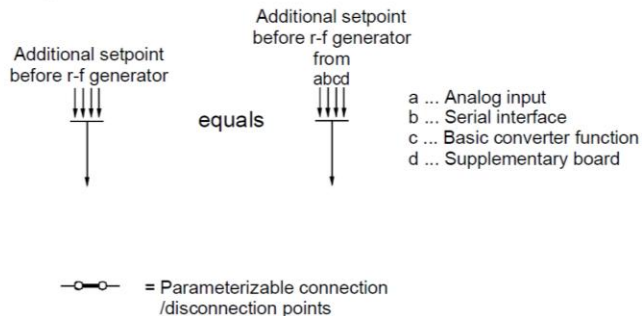 Additional setpoint
before r-f generator
equals
Additional setpoint
before r-f generator
from
abcd
a ... Analog input
b ... Serial interface
c ... Basic converter function
d ... Supplementary board
= Parameterizable connection
/disconnection points